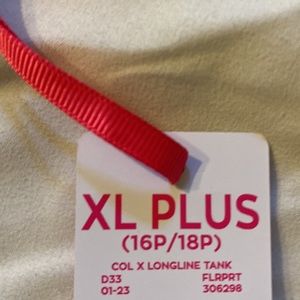 XL PLUS
(16P/18P)
COL X LONGLINE TANK
D33 FLRPRT
01-23 306298